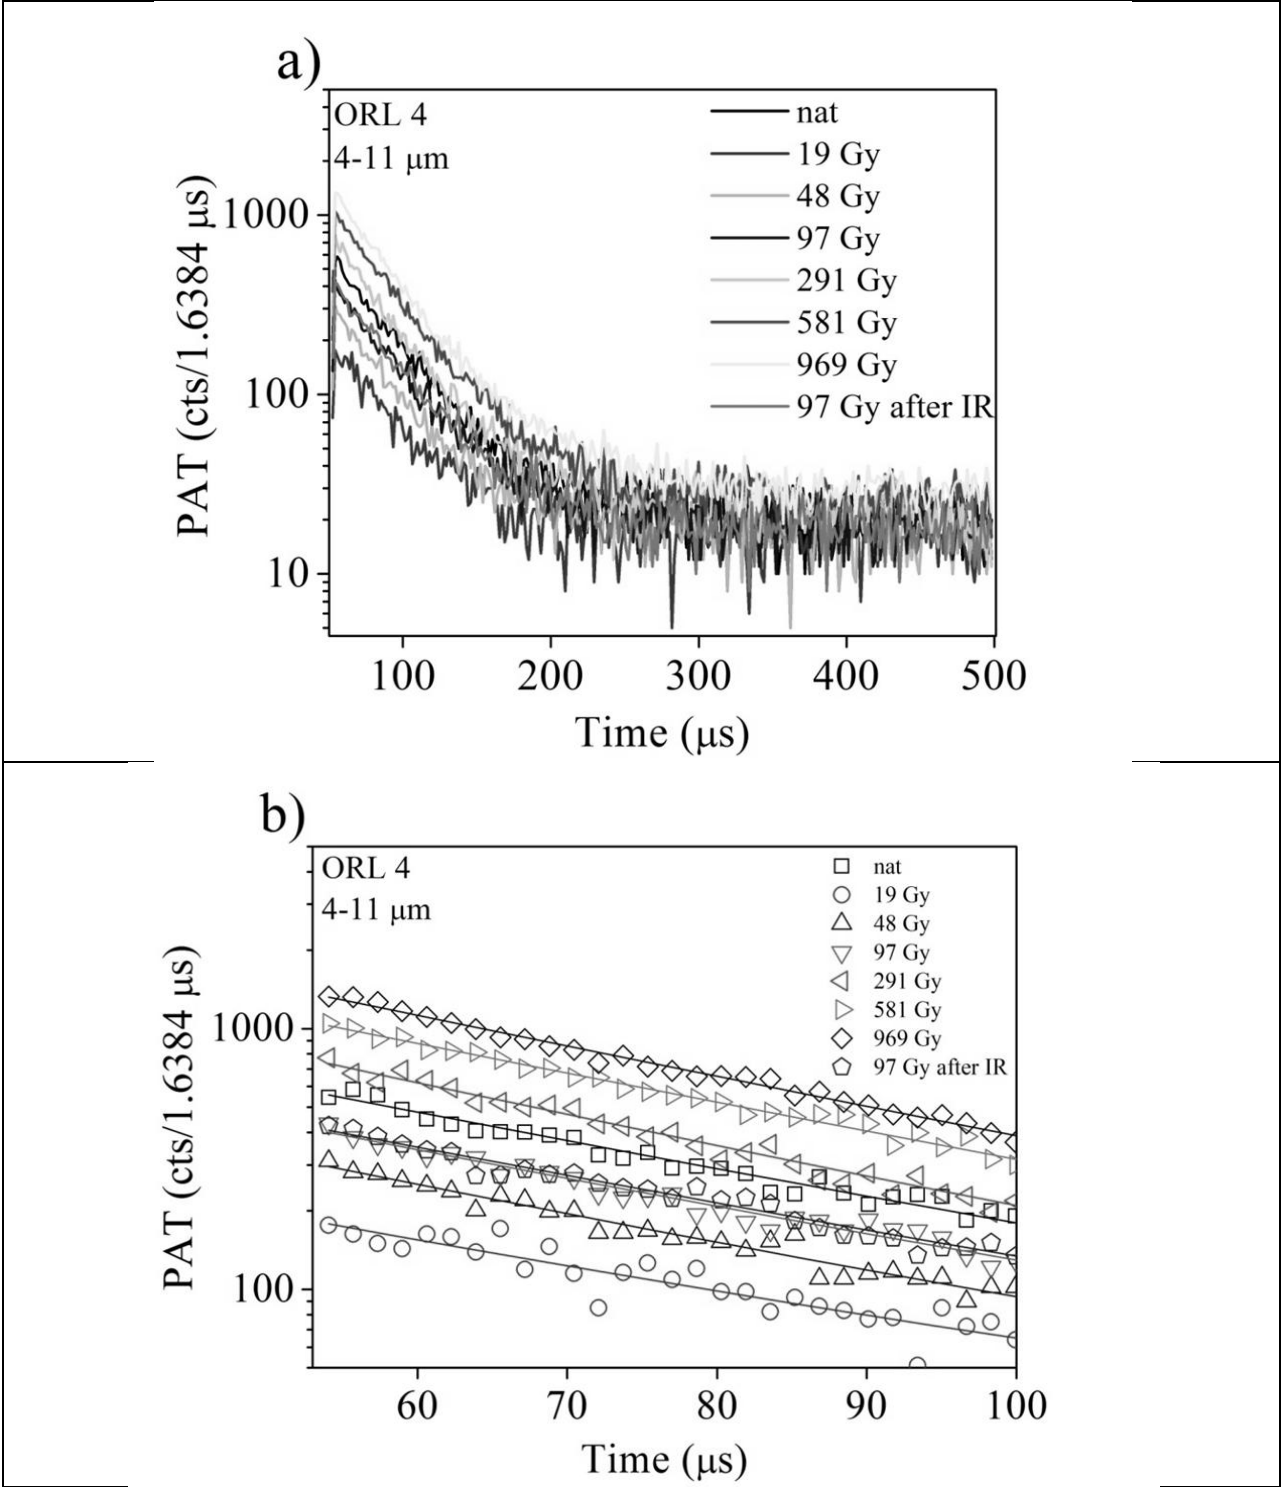 a)
ORL 4
4-11 μm
nat
19 Gy
48 Gy
97 Gy
291 Gy
581 Gy
969 Gy
97 Gy after IR
PAT (cts/1.6384 μs)
1000
100
10
100 200 300 400 500
Time (μs)
b)
ORL 4
4-11 μm
nat
19 Gy
48 Gy
97 Gy
291 Gy
581 Gy
969 Gy
97 Gy after IR
PAT (cts/1.6384 μs)
1000
100
60 70 80 90 100
Time (μs)